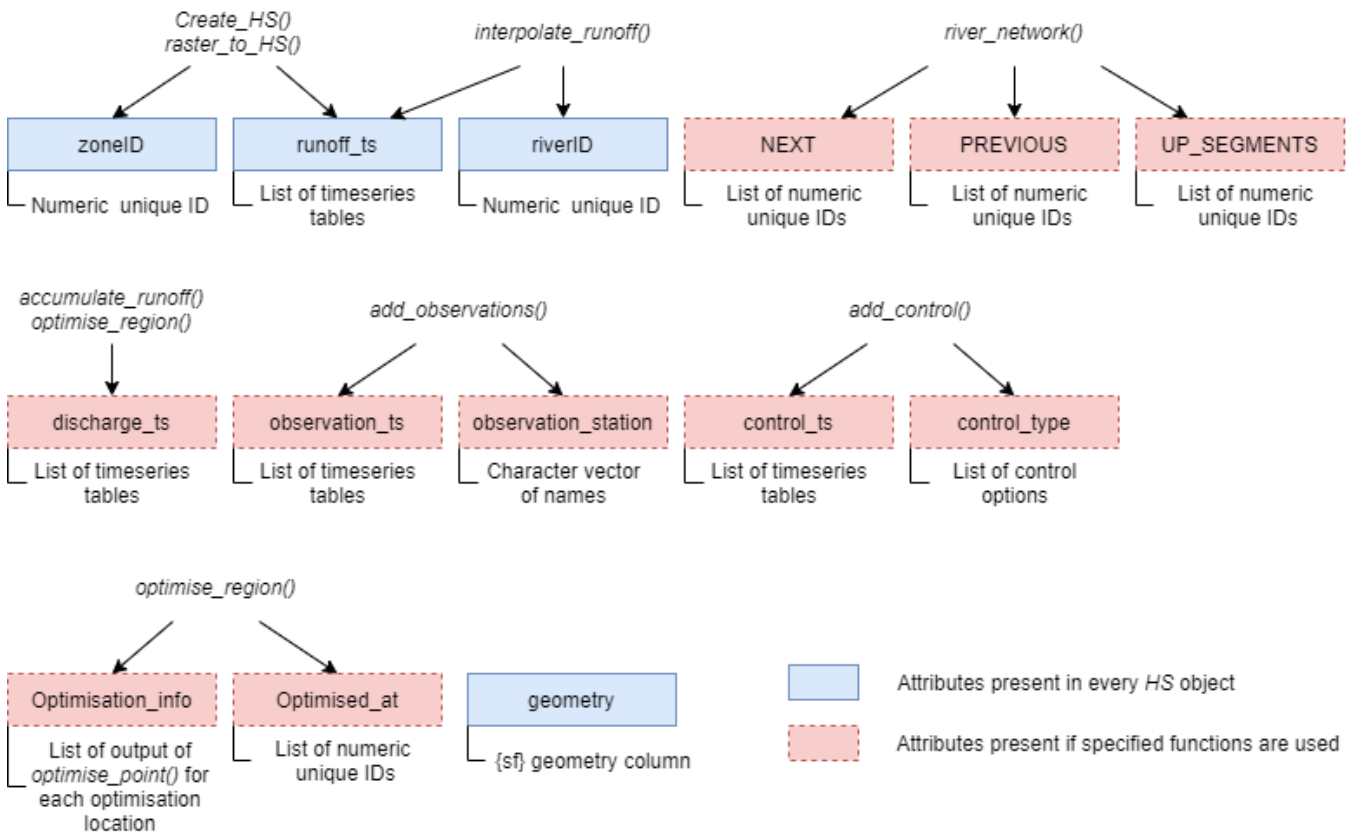 Create_HS()
raster_to_HS()
interpolate_runoff()
river_network()
zoneID
runoff_ts
riverID
NEXT
PREVIOUS
UP_SEGMENTS
Numeric unique ID
List of timeseries
tables
Numeric unique ID
List of numeric
unique IDs
List of numeric
unique IDs
List of numeric
unique IDs
accumulate_runoff()
optimise_region()
add_observations()
add_control()
discharge_ts
observation_ts
observation_station
control_ts
control_type
List of timeseries
tables
List of timeseries
tables
Character vector
of names
List of timeseries
tables
List of control
options
optimise_region()
Optimisation_info
Optimised_at
geometry
List of output of
optimise_point() for
each optimisation
location
List of numeric
unique IDs
{sf} geometry column
Attributes present in every HS object
Attributes present if specified functions are used